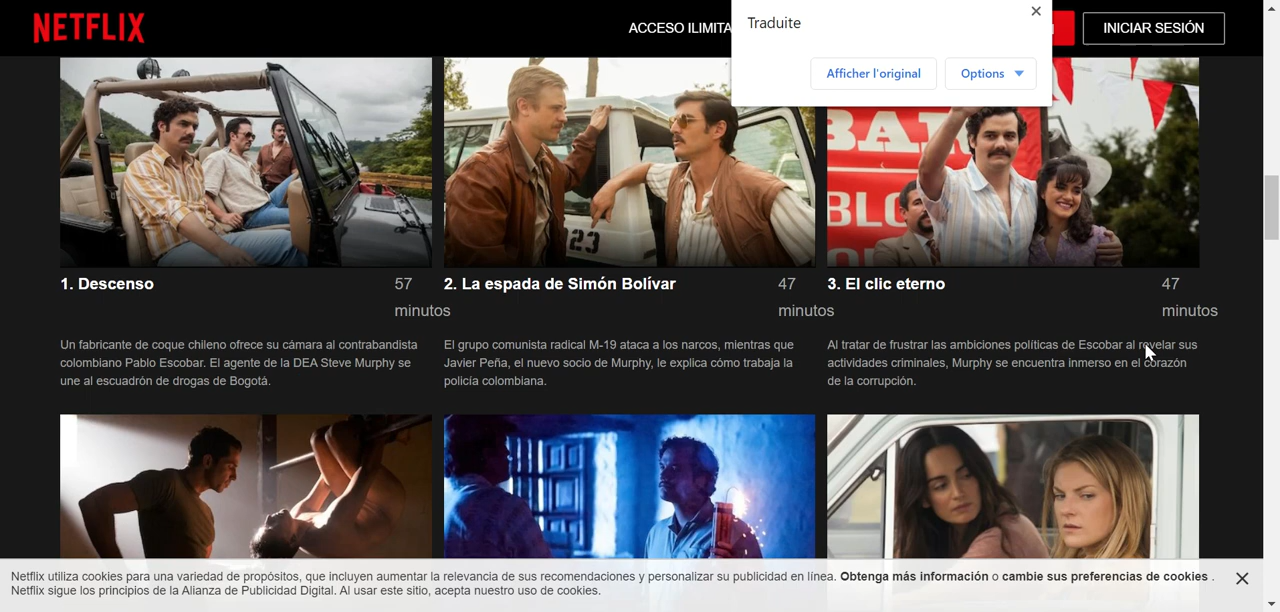 NETFLIX
ACCESO ILIMITA
INICIAR SESIÓN
Traduite
Afficher l'original
Options
123
BAR
BLO
1. Descenso
57
minutos
Un fabricante de coque chileno ofrece su cámara al contrabandista
colombiano Pablo Escobar. El agente de la DEA Steve Murphy se
une al escuadrón de drogas de Bogotá.
2. La espada de Simón Bolívar
47
minutos
El grupo comunista radical M-19 ataca a los narcos, mientras que
Javier Peña, el nuevo socio de Murphy, le explica cómo trabaja la
policía colombiana.
3. El clic eterno
47
minutos
Al tratar de frustrar las ambiciones políticas de Escobar al revelar sus
actividades criminales, Murphy se encuentra inmerso en el corazón
de la corrupción.
Netflix utiliza cookies para una variedad de propósitos, que incluyen aumentar la relevancia de sus recomendaciones y personalizar su publicidad en línea. Obtenga más información o cambie sus preferencias de cookies .
Netflix sigue los principios de la Alianza de Publicidad Digital. Al usar este sitio, acepta nuestro uso de cookies.